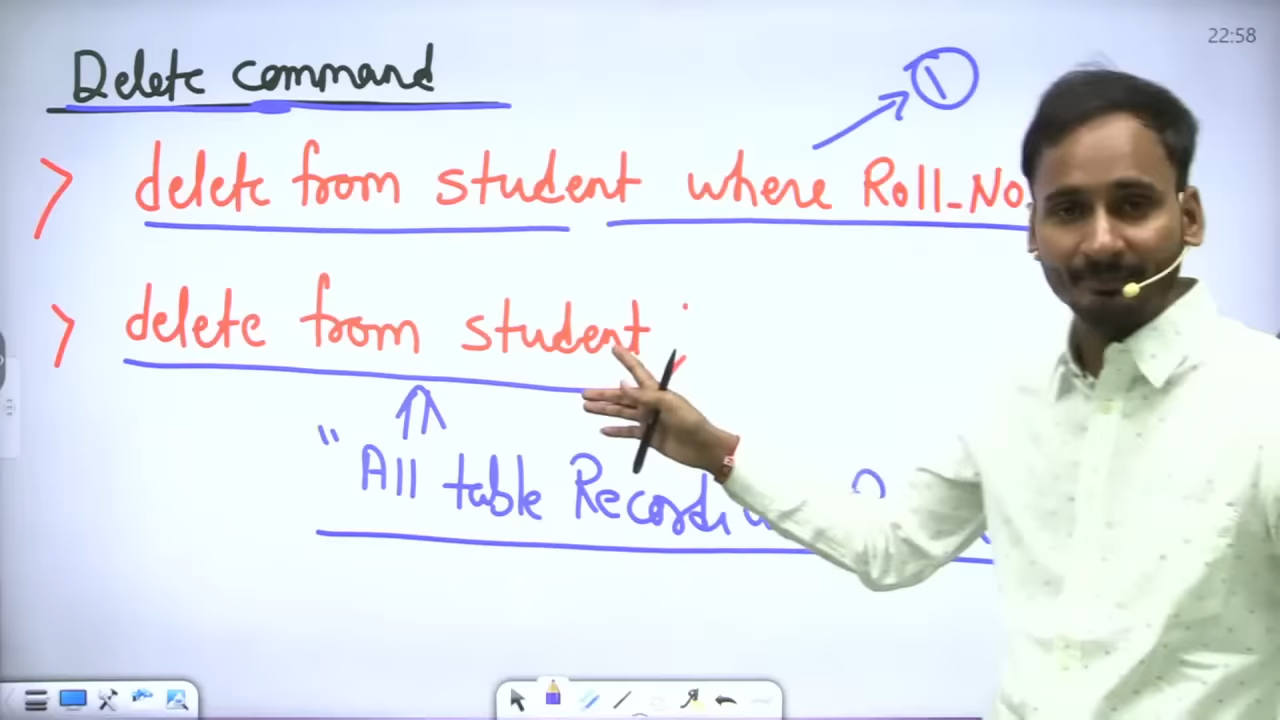 22:58
Delete command
①
> delete from student where Roll_No
> delete from student ;
" All table Record